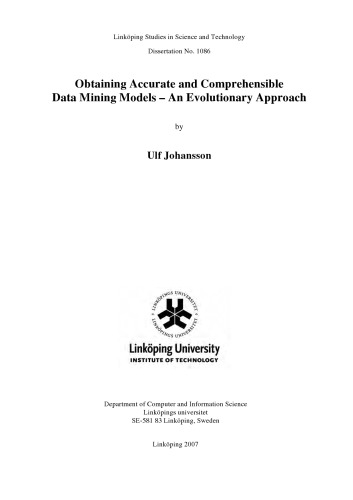 Linköping Studies in Science and Technology
Dissertation No. 1086
Obtaining Accurate and Comprehensible
Data Mining Models – An Evolutionary Approach
by
Ulf Johansson
LINKÖPINGS UNIVERSITET
LINKÖPINGS UNIVERSITET
Linköping University
INSTITUTE OF TECHNOLOGY
Department of Computer and Information Science
Linköpings universitet
SE-581 83 Linköping, Sweden
Linköping 2007